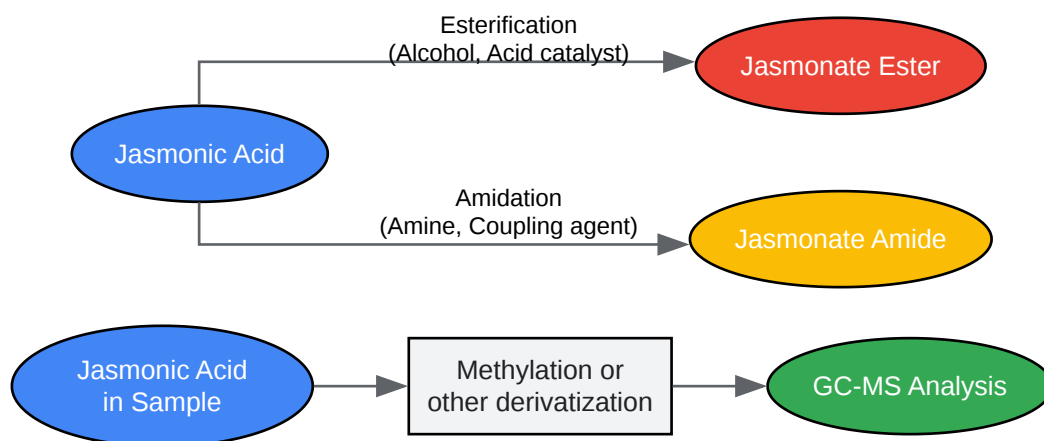 Esterification
(Alcohol, Acid catalyst)
Jasmonate Ester
Jasmonic Acid
Amidation
(Amine, Coupling agent)
Jasmonate Amide
Jasmonic Acid
in Sample
Methylation or
other derivatization
GC-MS Analysis